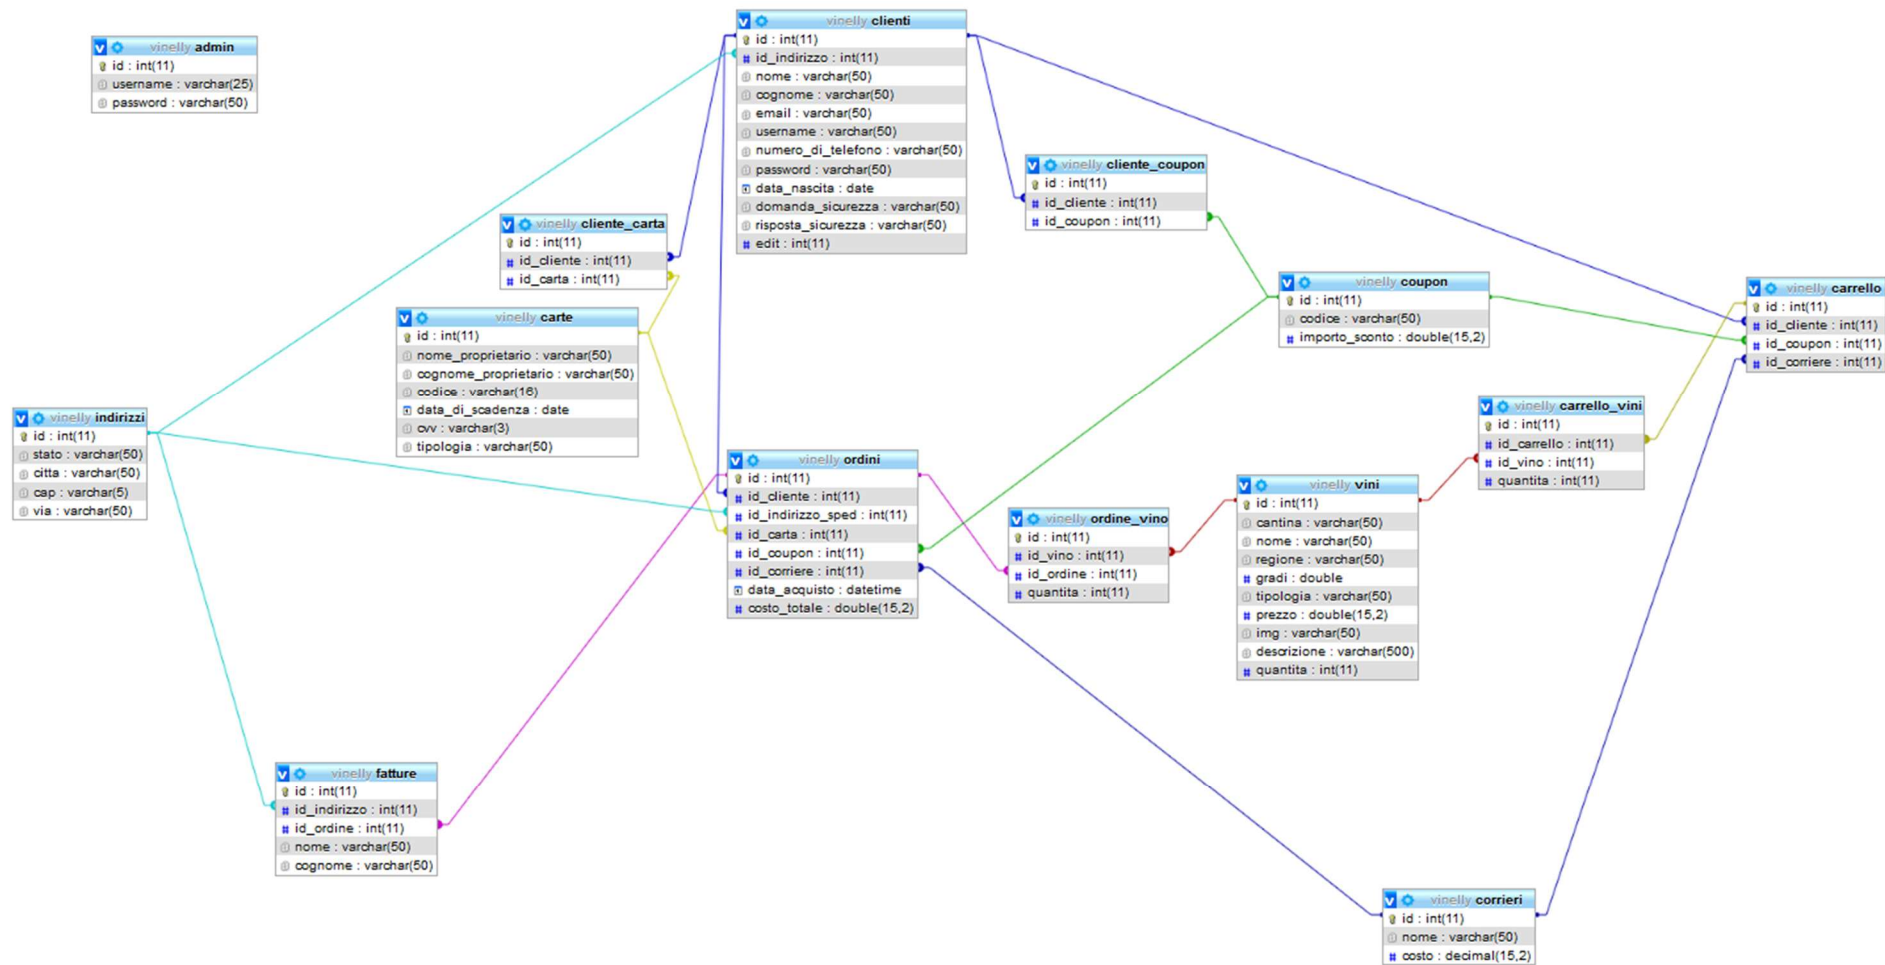 vinelly admin
id : int(11)
username : varchar(25)
password : varchar(50)
vinelly clienti
id : int(11)
id_indirizzo : int(11)
nome : varchar(50)
cognome : varchar(50)
email : varchar(50)
username : varchar(50)
numero_di_telefono : varchar(50)
password : varchar(50)
data_nascita : date
domanda_sicurezza : varchar(50)
risposta_sicurezza : varchar(50)
edit : int(11)
vinelly cliente_coupon
id : int(11)
id_cliente : int(11)
id_coupon : int(11)
vinelly cliente_carta
id : int(11)
id_cliente : int(11)
id_carta : int(11)
vinelly coupon
id : int(11)
codice : varchar(50)
importo_sconto : double(15,2)
vinelly carrello
id : int(11)
id_cliente : int(11)
id_coupon : int(11)
id_corriere : int(11)
vinelly carte
id : int(11)
nome_proprietario : varchar(50)
cognome_proprietario : varchar(50)
codice : varchar(16)
data_di_scadenza : date
cvv : varchar(3)
tipologia : varchar(50)
vinelly indirizzi
id : int(11)
stato : varchar(50)
citta : varchar(50)
cap : varchar(5)
via : varchar(50)
vinelly ordini
id : int(11)
id_cliente : int(11)
id_indirizzo_sped : int(11)
id_carta : int(11)
id_coupon : int(11)
id_corriere : int(11)
data_acquisto : datetime
costo_totale : double(15,2)
vinelly ordine_vino
id : int(11)
id_vino : int(11)
id_ordine : int(11)
quantita : int(11)
vinelly vini
id : int(11)
cantina : varchar(50)
nome : varchar(50)
regione : varchar(50)
gradi : double
tipologia : varchar(50)
prezzo : double(15,2)
img : varchar(50)
descrizione : varchar(500)
quantita : int(11)
vinelly carrello_vini
id : int(11)
id_carrello : int(11)
id_vino : int(11)
quantita : int(11)
vinelly fatture
id : int(11)
id_indirizzo : int(11)
id_ordine : int(11)
nome : varchar(50)
cognome : varchar(50)
vinelly corrieri
id : int(11)
nome : varchar(50)
costo : decimal(15,2)